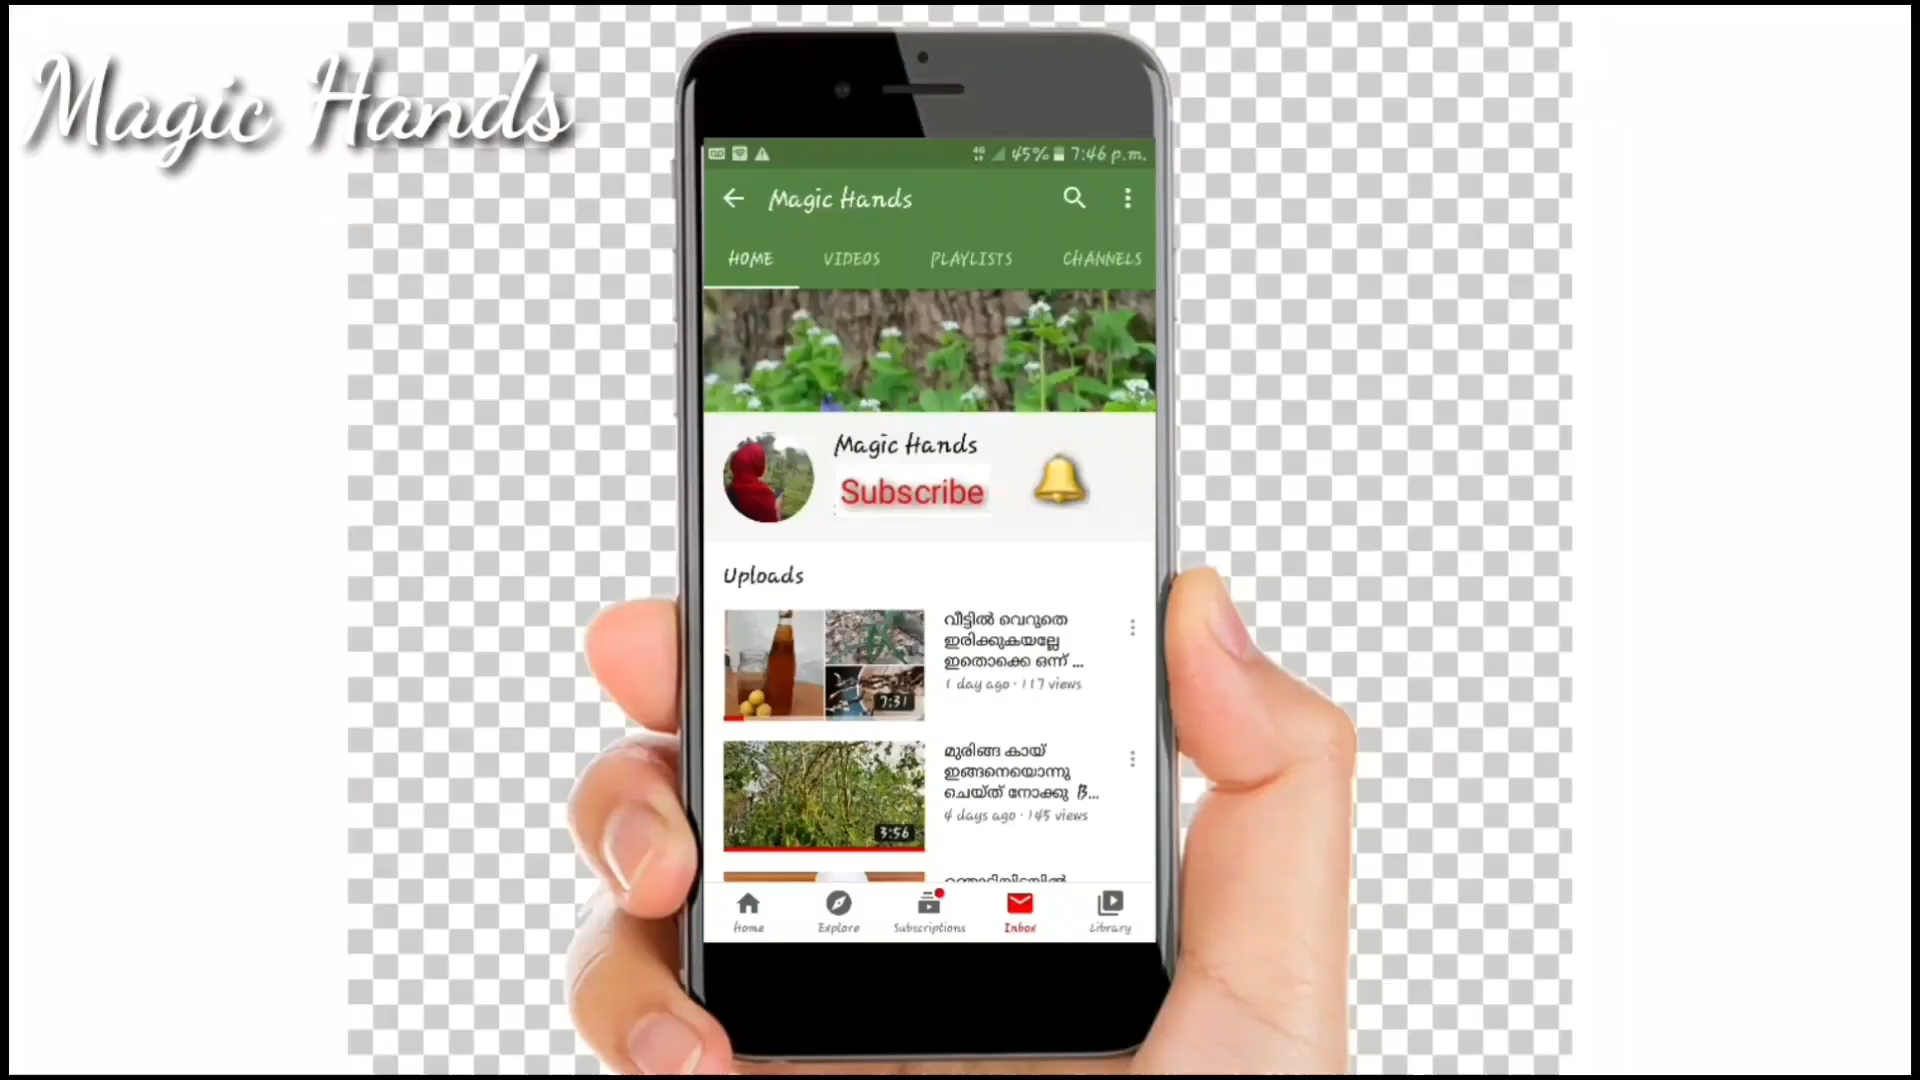 Magic Hands
4G 45% 7:46 p.m.
Magic Hands
HOME VIDEOS PLAYLISTS CHANNELS
Magic Hands
Subscribe
Uploads
വീട്ടിൽ വെറുതെ
ഇരിക്കുകയല്ലേ
ഇതൊക്കെ ഒന്ന് ...
1 day ago · 117 views
7:31
മുരിങ്ങ കായ്
ഇങ്ങനെയൊന്നു
ചെയ്ത് നോക്കു B...
4 days ago · 145 views
3:56
Home Explore Subscriptions Inbox Library